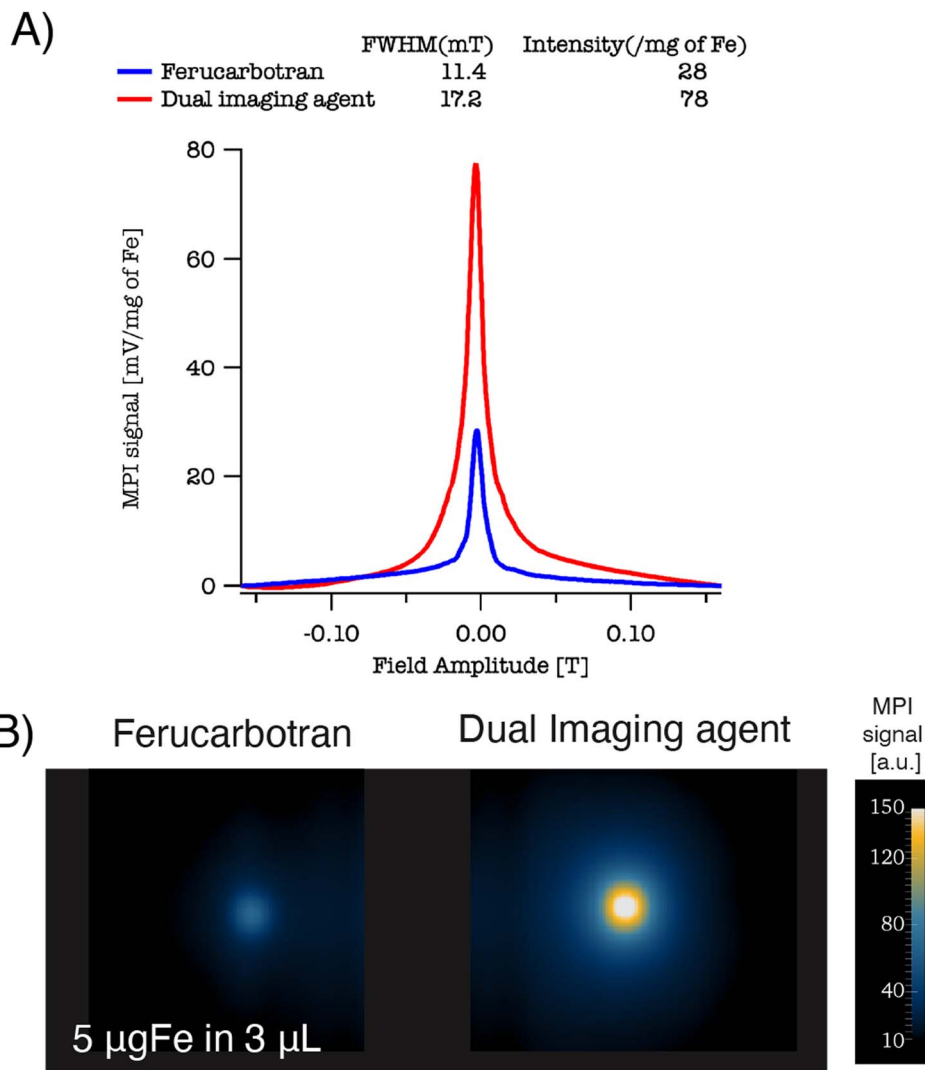 A)
FWHM(mT) Intensity(/mg of Fe)
Ferucarbotran 11.4 28
Dual imaging agent 17.2 78
80
60
40
20
0
MPI signal [mV/mg of Fe]
-0.10 0.00 0.10
Field Amplitude [T]
B)
Ferucarbotran Dual Imaging agent
MPI
signal
[a.u.]
150
120
80
40
10
5 µgFe in 3 µL